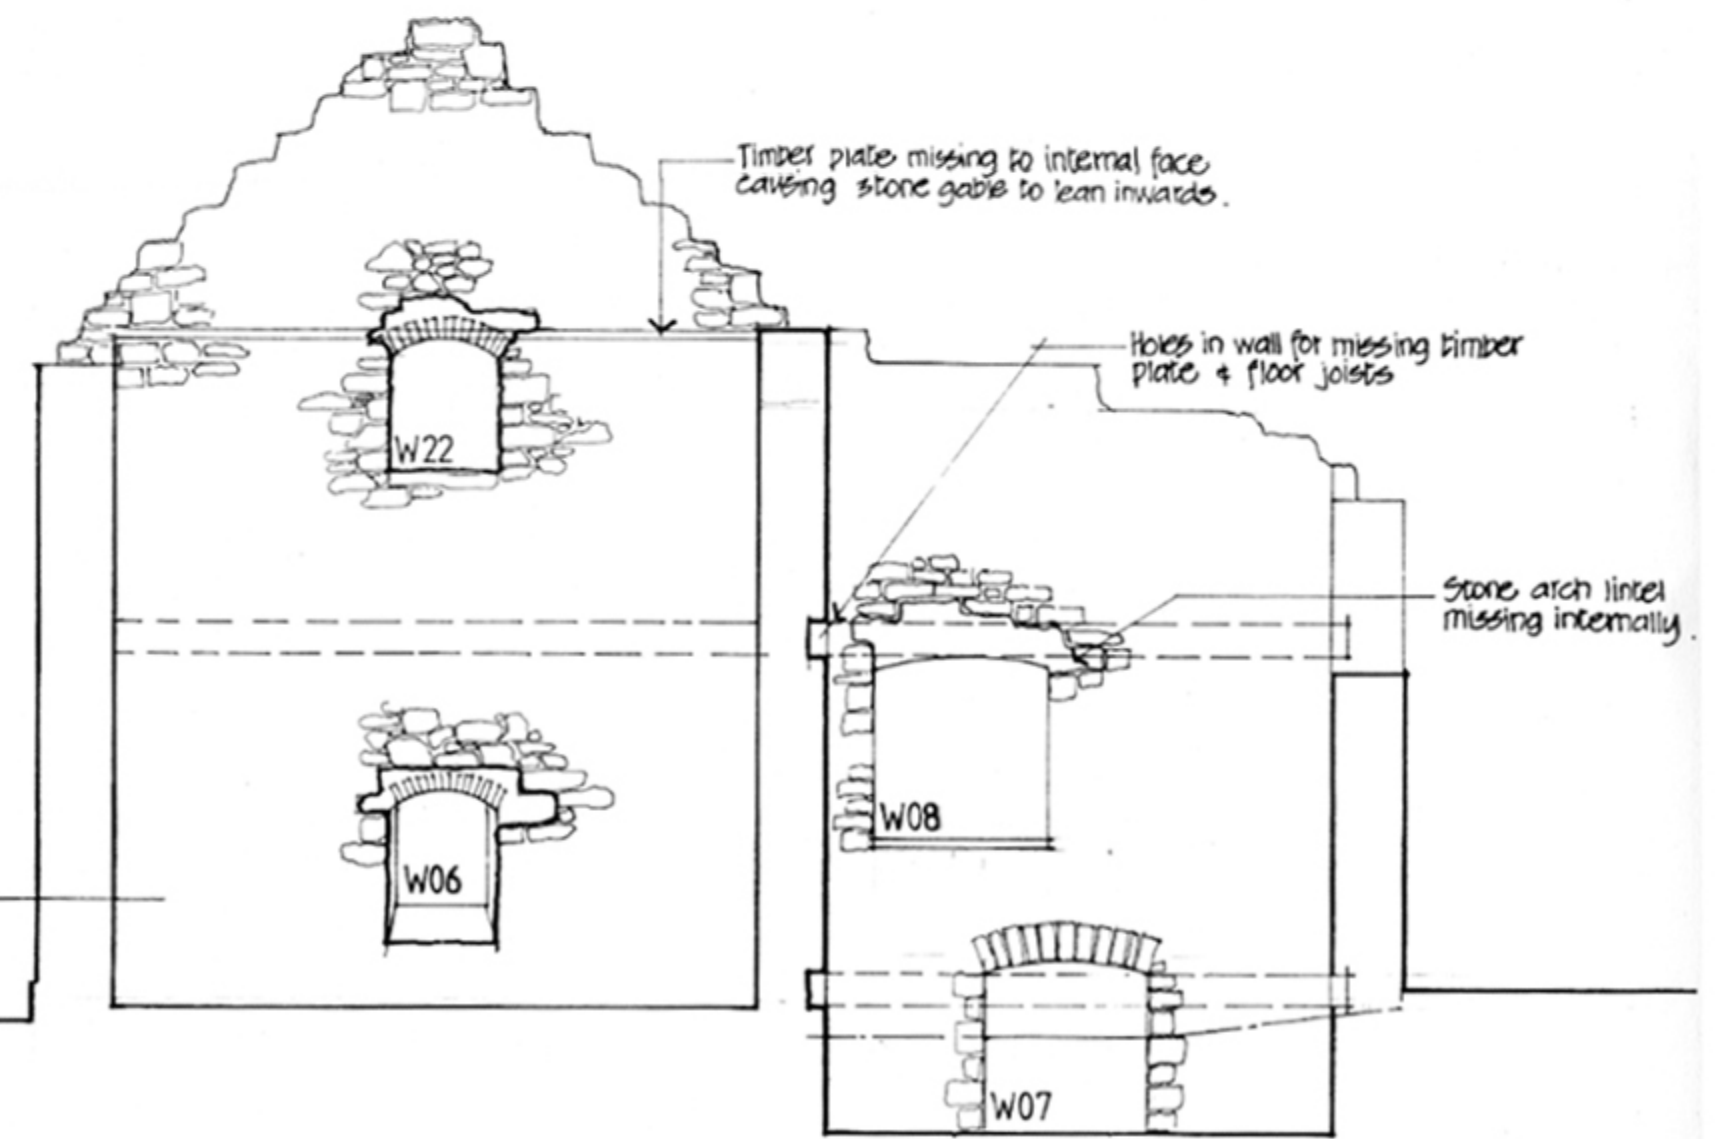 Timber plate missing to internal face
causing stone gable to lean inwards.
Holes in wall for missing timber
plate & floor joists
W22
Stone arch lintel
missing internally.
W08
W06
W07